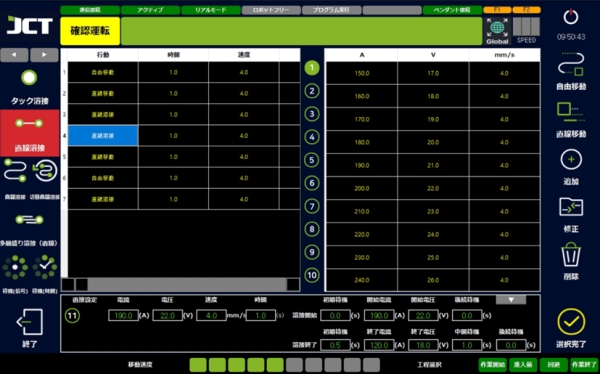 通信接続 アクティブ リアルモード ロボットフリー プログラム実行 ペンダント接続 F1 F2
JCT 確認運転 Global SPEED
09:50:43
行動 時間 速度 A V mm/s
1 自由移動 1.0 4.0 1 150.0 17.0 4.0
2 直線移動 1.0 4.0 2 160.0 18.0 4.0
3 直線溶接 1.0 4.0 3 170.0 19.0 4.0
4 直線溶接 1.0 4.0 4 180.0 20.0 4.0
5 直線移動 1.0 4.0 5 190.0 21.0 4.0
6 自由移動 1.0 4.0 6 200.0 22.0 4.0
7 直線溶接 1.0 4.0 7 210.0 23.0 4.0
8 220.0 24.0 4.0
9 230.0 25.0 4.0
10 240.0 26.0 4.0
タック溶接
直線溶接
曲線溶接
多層盛り溶接(直線)
待機(信号) 待機(時間)
終了
自由移動
直線移動
追加
修正
削除
選択完了
直接設定 電流 電圧 速度 時間 初期待機 開始電流 開始電圧 後続待機
11 190.0 (A) 22.0 (V) 4.0 mm/s 1.0 (s) 溶接開始 0.0 (s) 190.0 (A) 22.0 (V) 0.0 (s)
初期待機 終了電流 終了電圧 中間待機 後続待機
溶接終了 0.5 (s) 120.0 (A) 18.0 (V) 1.0 (s) 0.0 (s)
移動速度 工程選択 作業開始 進入前 回避 作業終了